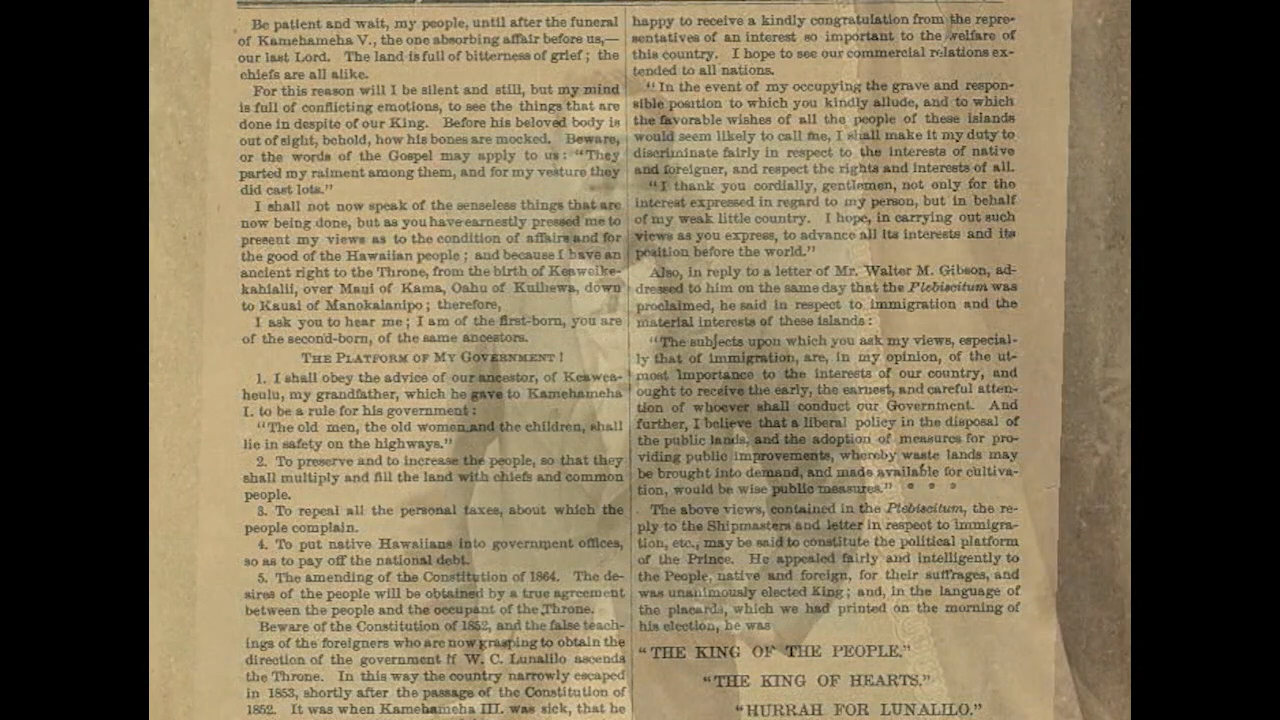 Be patient and wait, my people, until after the funeral
of Kamehameha V., the one absorbing affair before us,—
our last Lord. The land is full of bitterness of grief; the
chiefs are all alike.
For this reason will I be silent and still, but my mind
is full of conflicting emotions, to see the things that are
done in despite of our King. Before his beloved body is
out of sight, behold, how his bones are mocked. Beware,
or the words of the Gospel may apply to us: "They
parted my raiment among them, and for my vesture they
did cast lots."
I shall not now speak of the senseless things that are
now being done, but as you have earnestly pressed me to
present my views as to the condition of affairs and for
the good of the Hawaiian people; and because I have an
ancient right to the Throne, from the birth of Keaweike-
kahialii, over Maui of Kama, Oahu of Kuihewa, down
to Kauai of Manokalanipo; therefore,
I ask you to hear me; I am of the first-born, you are
of the second-born, of the same ancestors.
THE PLATFORM OF MY GOVERNMENT!
1. I shall obey the advice of our ancestor, of Keawea-
heulu, my grandfather, which he gave to Kamehameha
I. to be a rule for his government:
"The old men, the old women and the children, shall
lie in safety on the highways."
2. To preserve and to increase the people, so that they
shall multiply and fill the land with chiefs and common
people.
3. To repeal all the personal taxes, about which the
people complain.
4. To put native Hawaiians into government offices,
so as to pay off the national debt.
5. The amending of the Constitution of 1864. The de-
sires of the people will be obtained by a true agreement
between the people and the occupant of the Throne.
Beware of the Constitution of 1852, and the false teach-
ings of the foreigners who are now grasping to obtain the
direction of the government if W. C. Lunalilo ascends
the Throne. In this way the country narrowly escaped
in 1853, shortly after the passage of the Constitution of
1852. It was when Kamehameha III. was sick, that he
happy to receive a kindly congratulation from the repre-
sentatives of an interest so important to the welfare of
this country. I hope to see our commercial relations ex-
tended to all nations.
"In the event of my occupying the grave and respon-
sible position to which you kindly allude, and to which
the favorable wishes of all the people of these islands
would seem likely to call me, I shall make it my duty to
discriminate fairly in respect to the interests of native
and foreigner, and respect the rights and interests of all.
"I thank you cordially, gentlemen, not only for the
interest expressed in regard to my person, but in behalf
of my weak little country. I hope, in carrying out such
views as you express, to advance all its interests and its
position before the world."
Also, in reply to a letter of Mr. Walter M. Gibson, ad-
dressed to him on the same day that the Plebiscitum was
proclaimed, he said in respect to immigration and the
material interests of these islands:
"The subjects upon which you ask my views, especial-
ly that of immigration, are, in my opinion, of the ut-
most importance to the interests of our country, and
ought to receive the early, the earnest, and careful atten-
tion of whoever shall conduct our Government. And
further, I believe that a liberal policy in the disposal of
the public lands, and the adoption of measures for pro-
viding public improvements, whereby waste lands may
be brought into demand, and made available for cultiva-
tion, would be wise public measures." * * *
The above views, contained in the Plebiscitum, the re-
ply to the Shipmasters and letter in respect to immigra-
tion, etc., may be said to constitute the political platform
of the Prince. He appealed fairly and intelligently to
the People, native and foreign, for their suffrages, and
was unanimously elected King; and, in the language of
the placards, which we had printed on the morning of
his election, he was
"THE KING OF THE PEOPLE."
"THE KING OF HEARTS."
"HURRAH FOR LUNALILO."